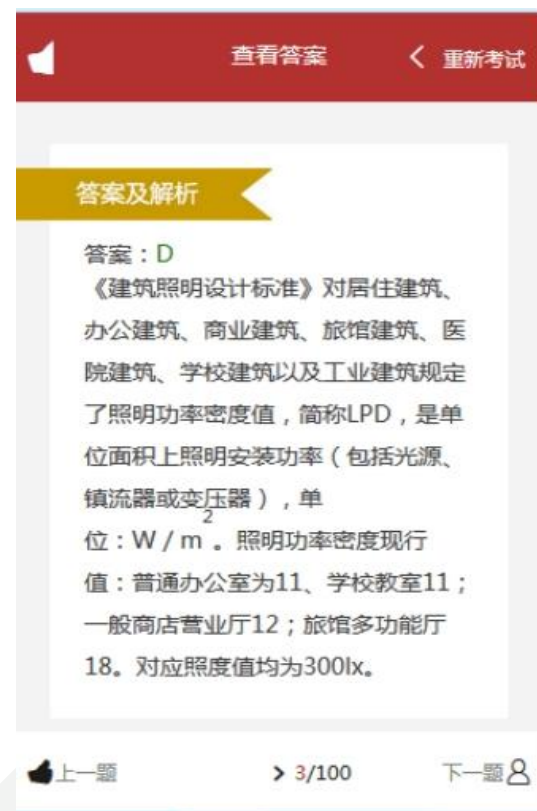 查看答案
重新考试
答案及解析
答案：D
《建筑照明设计标准》对居住建筑、
办公建筑、商业建筑、旅馆建筑、医
院建筑、学校建筑以及工业建筑规定
了照明功率密度值，简称LPD，是单
位面积上照明安装功率（包括光源、
镇流器或变压器），单
位：W / m²。照明功率密度现行
值：普通办公室为11、学校教室11；
一般商店营业厅12；旅馆多功能厅
18。对应照度值均为300lx。
上一题
3/100
下一题